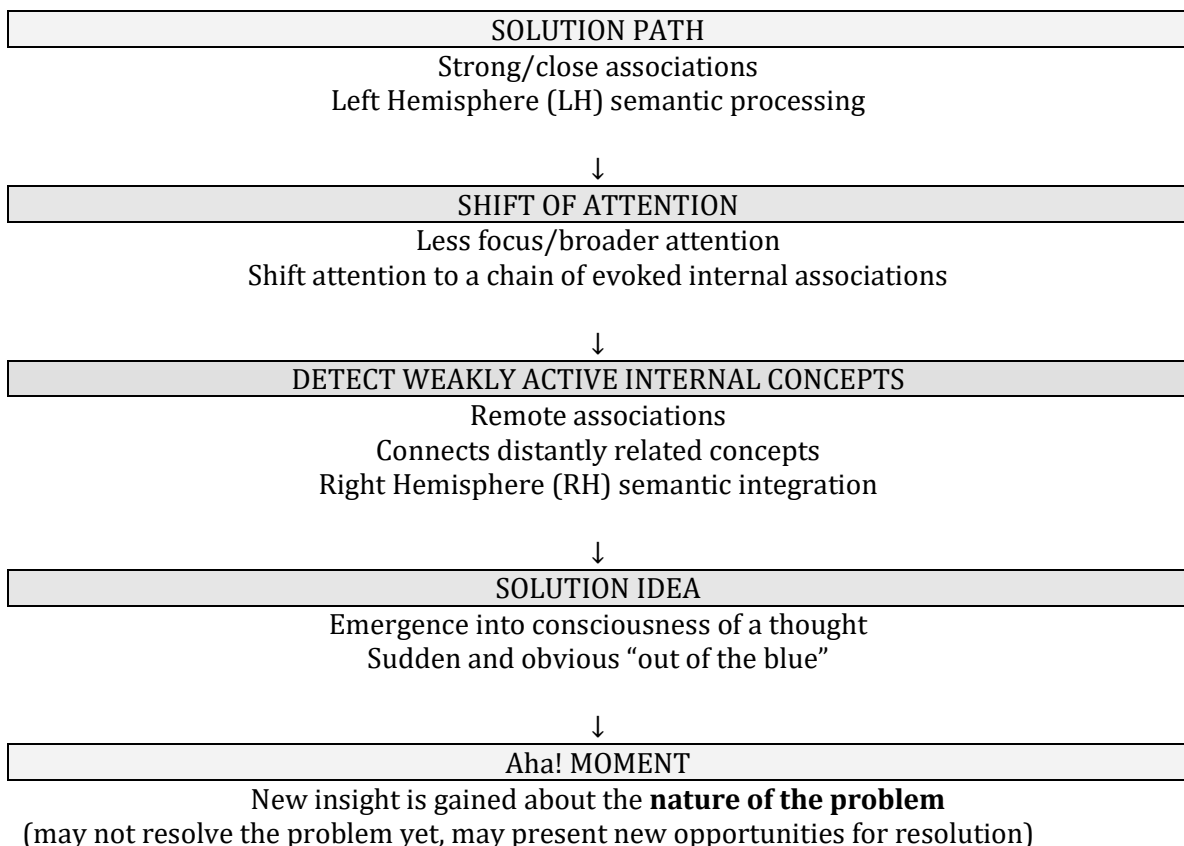 SOLUTION PATH
Strong/close associations
Left Hemisphere (LH) semantic processing
↓
SHIFT OF ATTENTION
Less focus/broader attention
Shift attention to a chain of evoked internal associations
↓
DETECT WEAKLY ACTIVE INTERNAL CONCEPTS
Remote associations
Connects distantly related concepts
Right Hemisphere (RH) semantic integration
↓
SOLUTION IDEA
Emergence into consciousness of a thought
Sudden and obvious “out of the blue”
↓
Aha! MOMENT
New insight is gained about the nature of the problem
(may not resolve the problem yet, may present new opportunities for resolution)